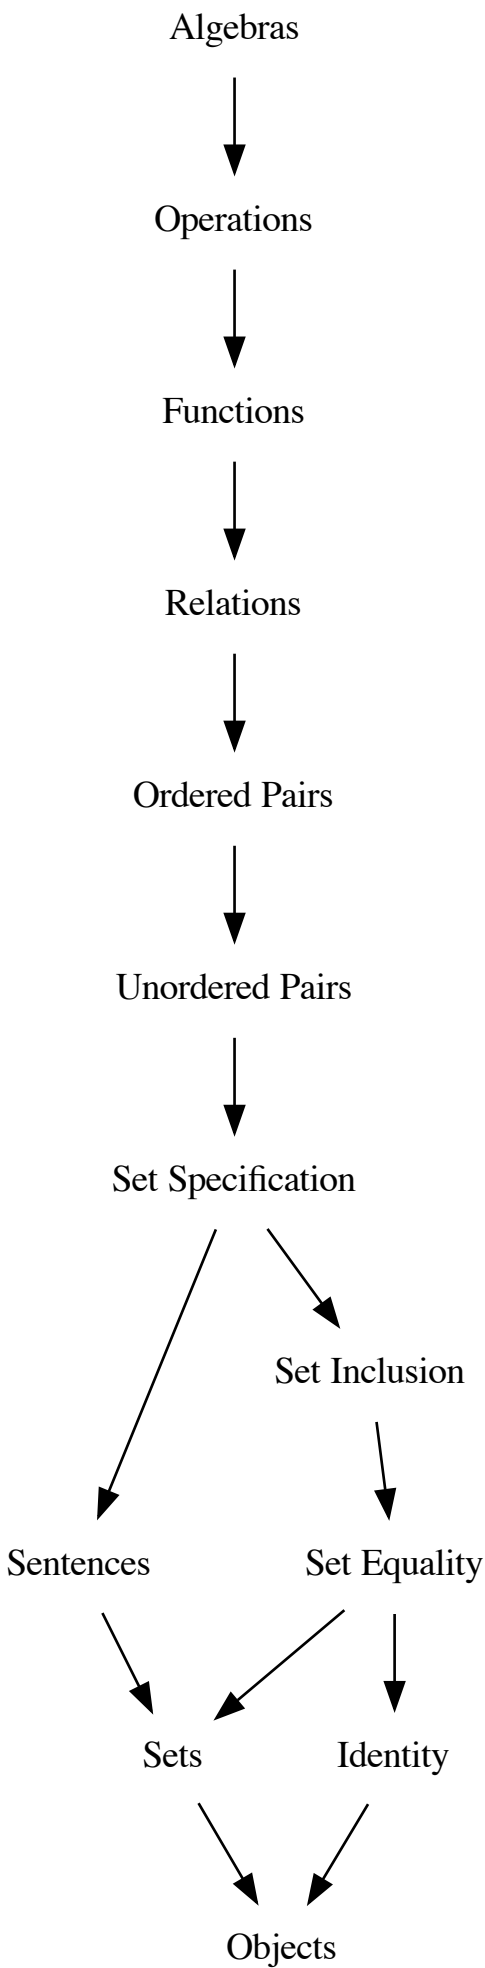 Algebras
Operations
Functions
Relations
Ordered Pairs
Unordered Pairs
Set Specification
Set Inclusion
Sentences
Set Equality
Sets
Identity
Objects